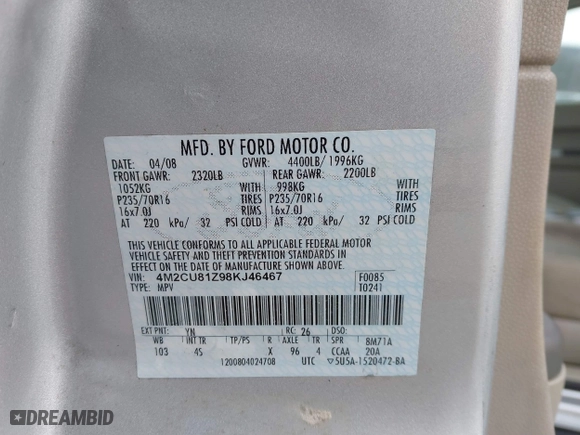 MFD. BY FORD MOTOR CO.
DATE: 04/08 GVWR: 4400LB/ 1996KG
FRONT GAWR: 2320LB REAR GAWR: 2200LB
1052KG WITH 998KG WITH
P235/70R16 TIRES P235/70R16 TIRES
16x7.0J RIMS 16x7.0J RIMS
AT 220 kPa/ 32 PSI COLD AT 220 kPa/ 32 PSI COLD
THIS VEHICLE CONFORMS TO ALL APPLICABLE FEDERAL MOTOR
VEHICLE SAFETY AND THEFT PREVENTION STANDARDS IN
EFFECT ON THE DATE OF MANUFACTURE SHOWN ABOVE.
VIN: 4M2CU81Z98KJ46467 F0085
TYPE: MPV T0241
EXT PNT: YN RC: 26 DSO:
WB INT TR TP/PS R AXLE TR SPR 8M71A
103 4S X 96 4 CCAA 20A
1200804024708 UTC ▽5U5A-1520472-BA
DREAMBID